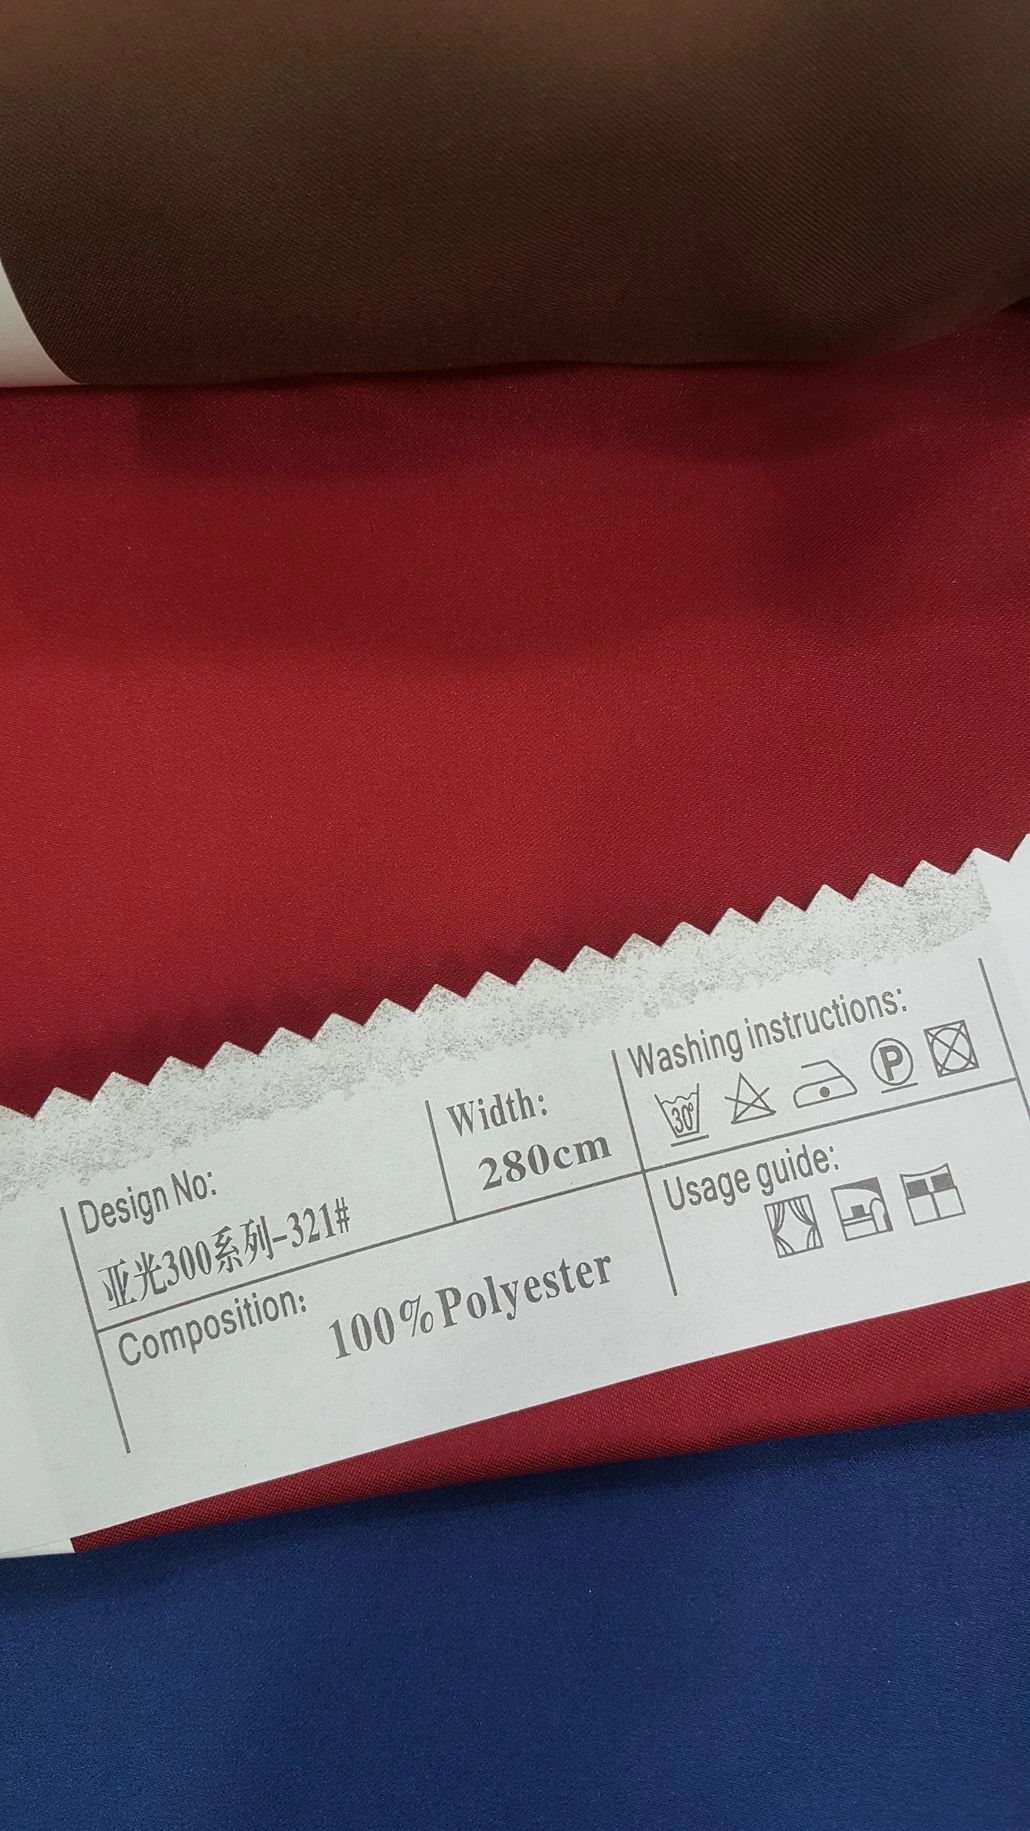 Design No:
亚光300系列-321#
Width:
280cm
Washing instructions:
30°
P
Composition:
100%Polyester
Usage guide: